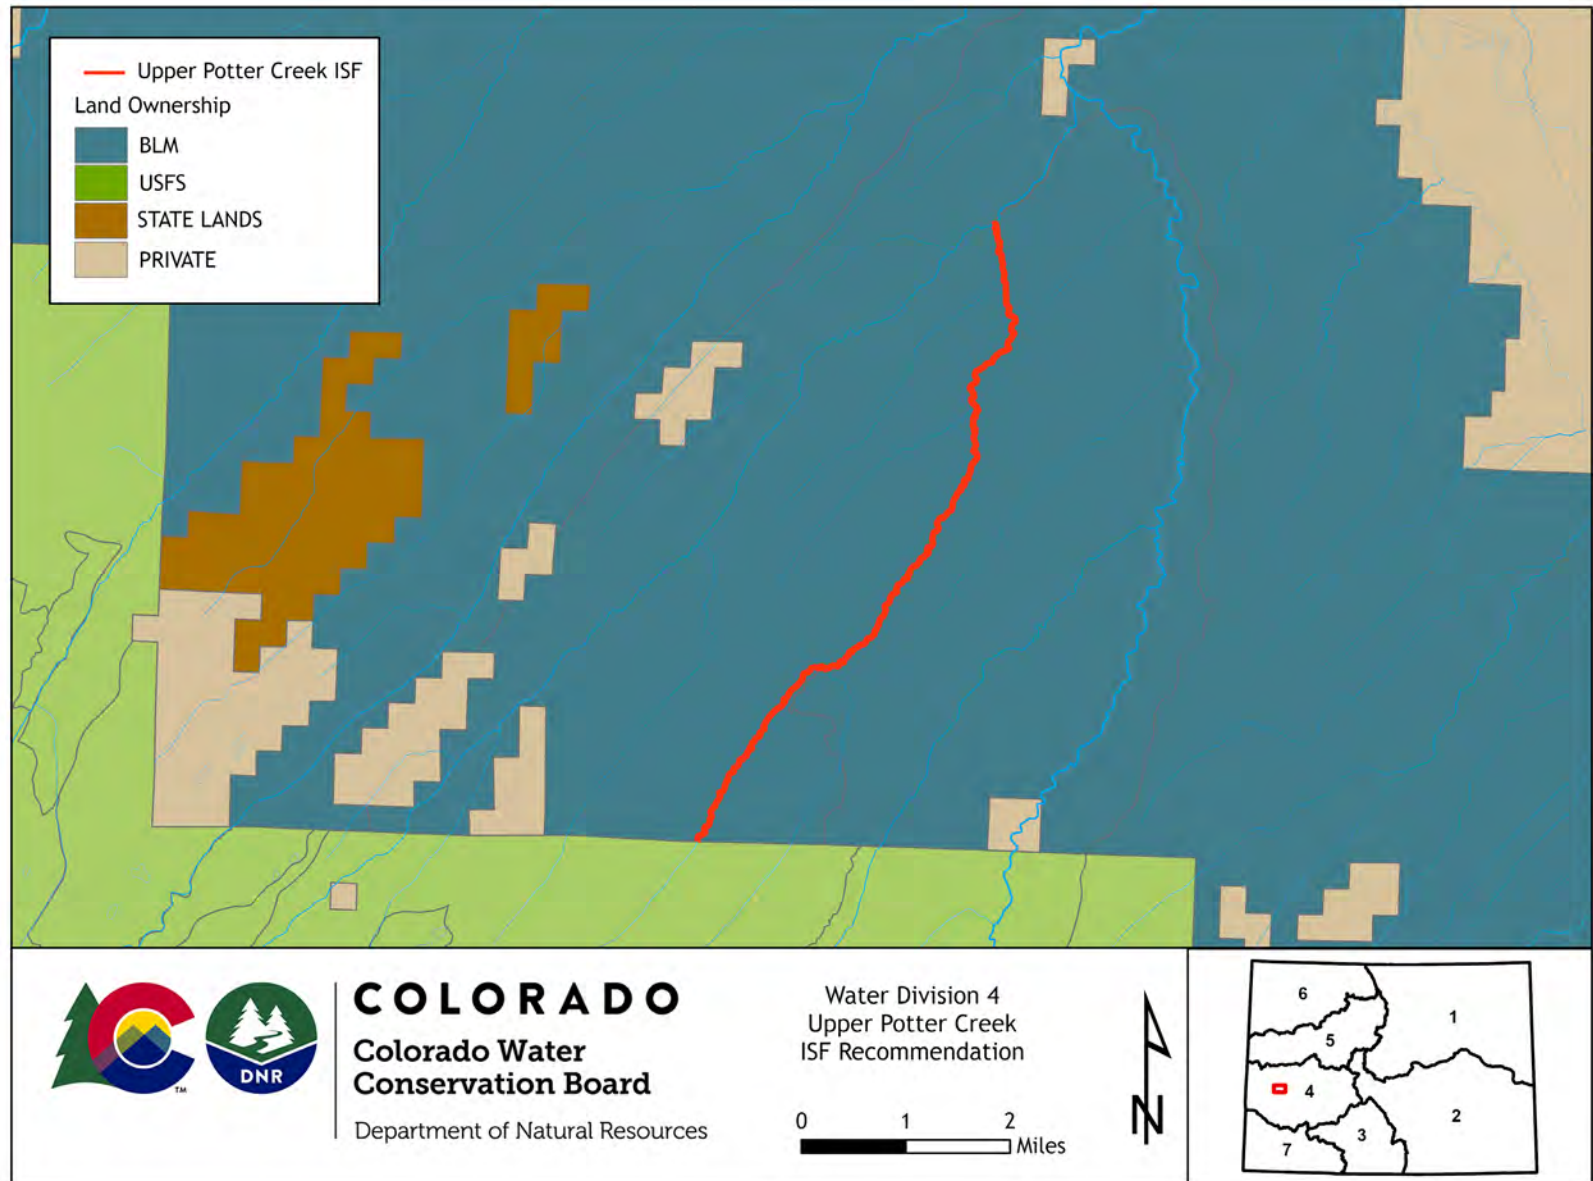 Upper Potter Creek ISF
Land Ownership
BLM
USFS
STATE LANDS
PRIVATE
COLORADO
Colorado Water
Conservation Board
Department of Natural Resources
TM
DNR
Water Division 4
Upper Potter Creek
ISF Recommendation
0 1 2
Miles
N
6
1
5
4
2
3
7